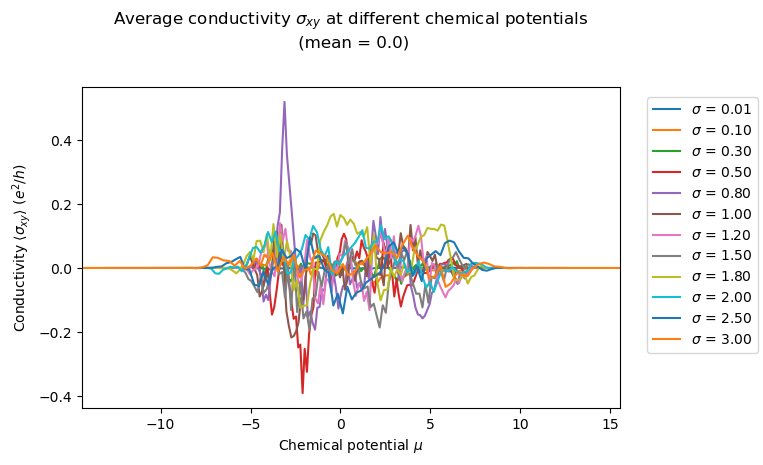 Average conductivity σxy at different chemical potentials
(mean = 0.0)
Conductivity ⟨σxy⟩ (e²/h)
0.4
0.2
0.0
−0.2
−0.4
−10
−5
0
5
10
15
Chemical potential μ
σ = 0.01
σ = 0.10
σ = 0.30
σ = 0.50
σ = 0.80
σ = 1.00
σ = 1.20
σ = 1.50
σ = 1.80
σ = 2.00
σ = 2.50
σ = 3.00